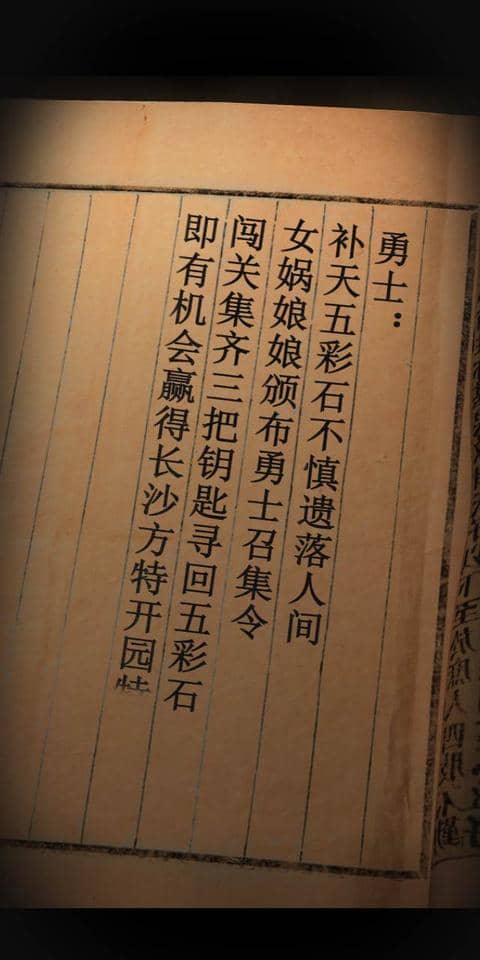 勇士：
补天五彩石不慎遗落人间
女娲娘娘颁布勇士召集令
闯关集齐三把钥匙寻回五彩石
即有机会赢得长沙方特开园特